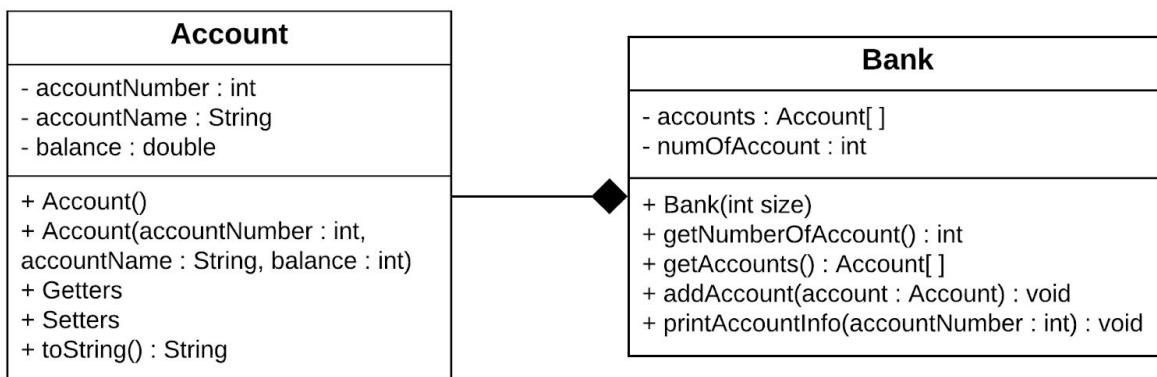 Account
- accountNumber : int
- accountName : String
- balance : double
+ Account()
+ Account(accountNumber : int,
accountName : String, balance : int)
+ Getters
+ Setters
+ toString() : String
Bank
- accounts : Account[ ]
- numOfAccount : int
+ Bank(int size)
+ getNumberOfAccount() : int
+ getAccounts() : Account[ ]
+ addAccount(account : Account) : void
+ printAccountInfo(accountNumber : int) : void